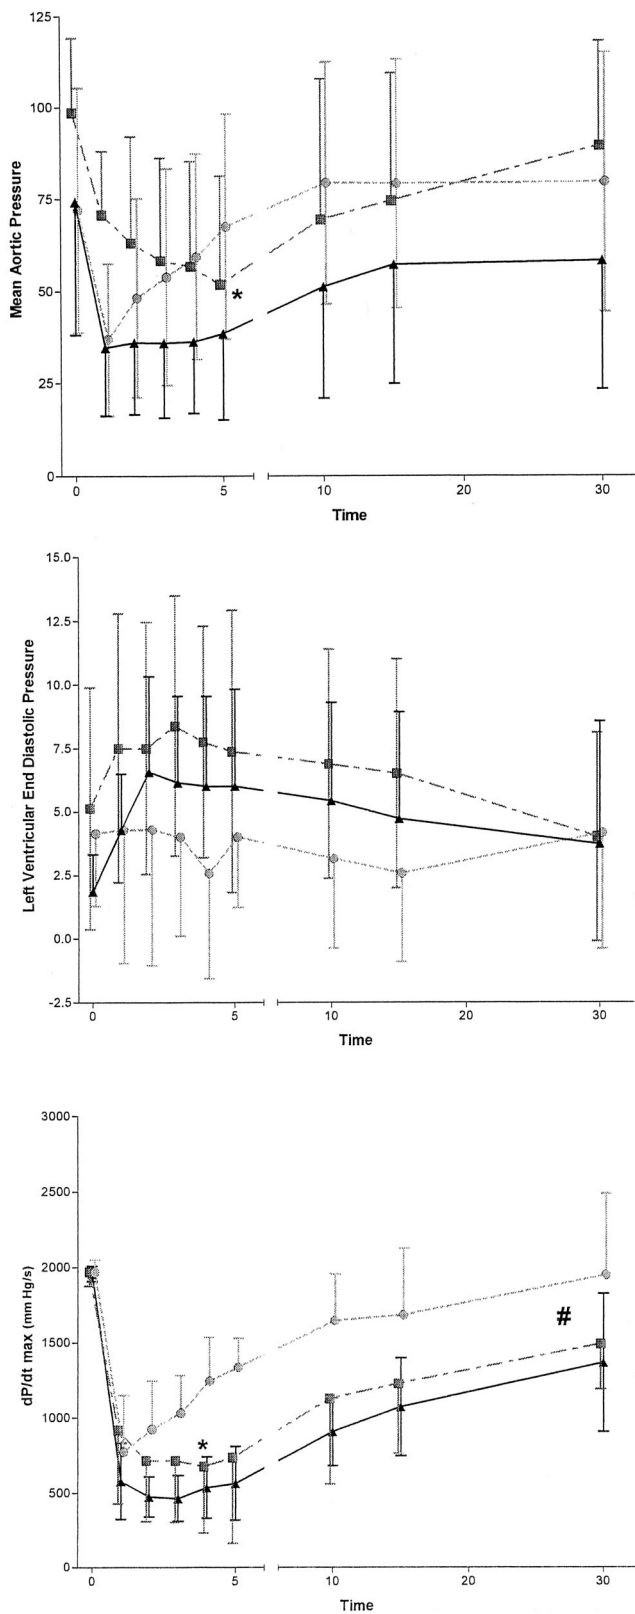 125
100
75
50
25
0
Mean Aortic Pressure
*
0 5 10 20 30
Time
15.0
12.5
10.0
7.5
5.0
2.5
0.0
-2.5
Left Ventricular End Diastolic Pressure
0 5 10 20 30
Time
3000
2500
2000
1500
1000
500
0
dP/dt max (mm Hg/s)
#
*
0 5 10 20 30
Time